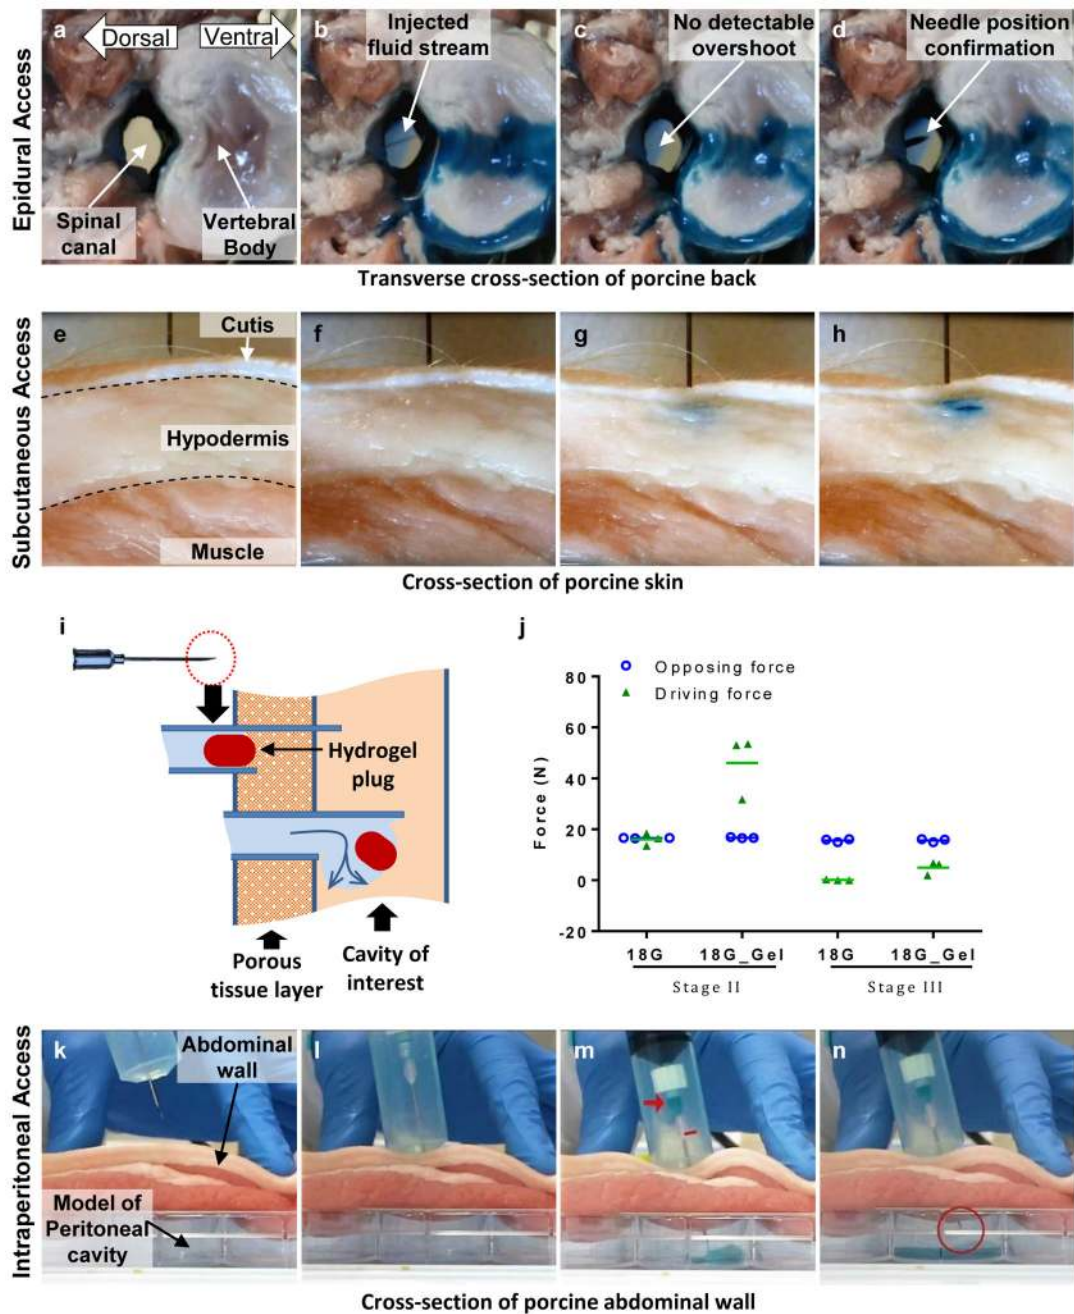 Epidural Access
a
Dorsal
Ventral
Spinal
canal
Vertebral
Body
b
Injected
fluid stream
c
No detectable
overshoot
d
Needle position
confirmation
Transverse cross-section of porcine back
Subcutaneous Access
e
Cutis
Hypodermis
Muscle
f
g
h
Cross-section of porcine skin
i
Hydrogel
plug
Porous
tissue layer
Cavity of
interest
j
Opposing force
Driving force
Force (N)
80
60
40
20
0
-20
18G
18G_Gel
18G
18G_Gel
Stage II
Stage III
Intraperitoneal Access
k
Abdominal
wall
Model of
Peritoneal
cavity
l
m
n
Cross-section of porcine abdominal wall